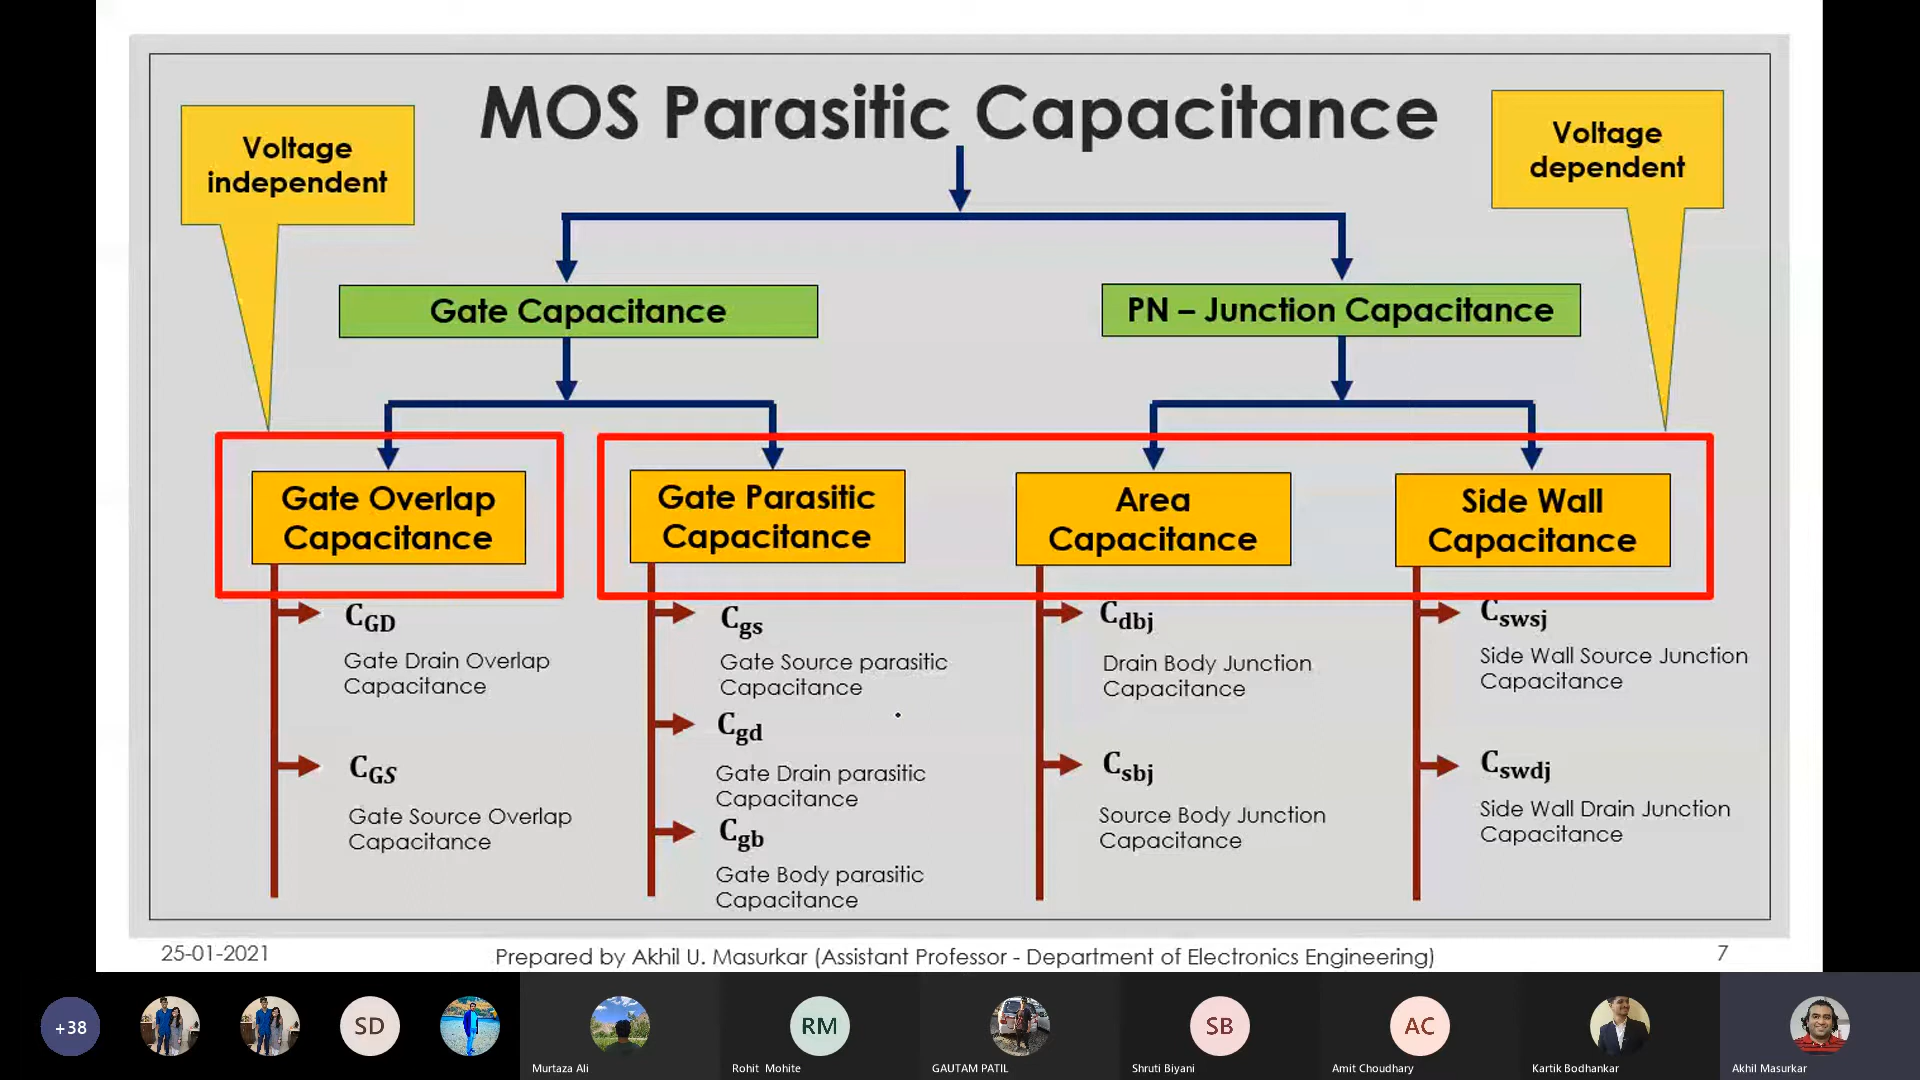 MOS Parasitic Capacitance
Voltage
independent
Voltage
dependent
Gate Capacitance
PN – Junction Capacitance
Gate Overlap
Capacitance
Gate Parasitic
Capacitance
Area
Capacitance
Side Wall
Capacitance
C_GD
Gate Drain Overlap
Capacitance
C_GS
Gate Source Overlap
Capacitance
C_gs
Gate Source parasitic
Capacitance
C_gd
Gate Drain parasitic
Capacitance
C_gb
Gate Body parasitic
Capacitance
C_dbj
Drain Body Junction
Capacitance
C_sbj
Source Body Junction
Capacitance
C_swsj
Side Wall Source Junction
Capacitance
C_swdj
Side Wall Drain Junction
Capacitance
25-01-2021
Prepared by Akhil U. Masurkar (Assistant Professor - Department of Electronics Engineering)
7
+38
SD
RM
SB
AC
Murtaza Ali
Rohit Mohite
GAUTAM PATIL
Shruti Biyani
Amit Choudhary
Kartik Bodhankar
Akhil Masurkar